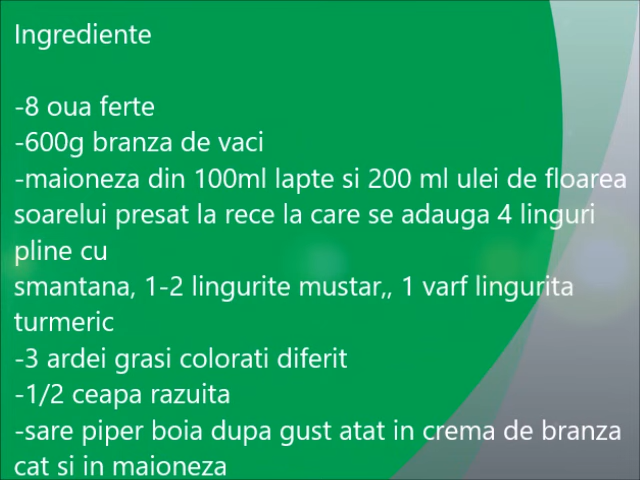 Ingrediente
-8 oua ferte
-600g branza de vaci
-maioneza din 100ml lapte si 200 ml ulei de floarea
soarelui presat la rece la care se adauga 4 linguri
pline cu
smantana, 1-2 lingurite mustar,, 1 varf lingurita
turmeric
-3 ardei grasi colorati diferit
-1/2 ceapa razuita
-sare piper boia dupa gust atat in crema de branza
cat si in maioneza